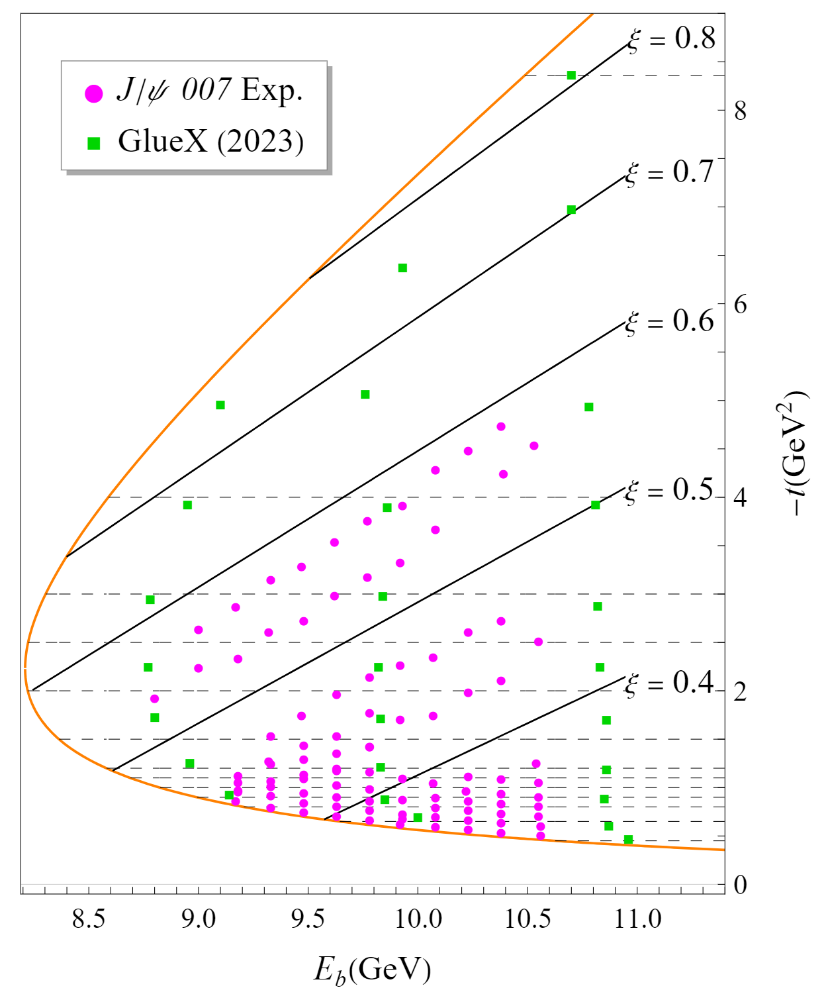 J/ψ 007 Exp.
GlueX (2023)
ξ = 0.8
ξ = 0.7
ξ = 0.6
ξ = 0.5
ξ = 0.4
8
6
4
2
0
−t(GeV²)
8.5 9.0 9.5 10.0 10.5 11.0
E_b(GeV)